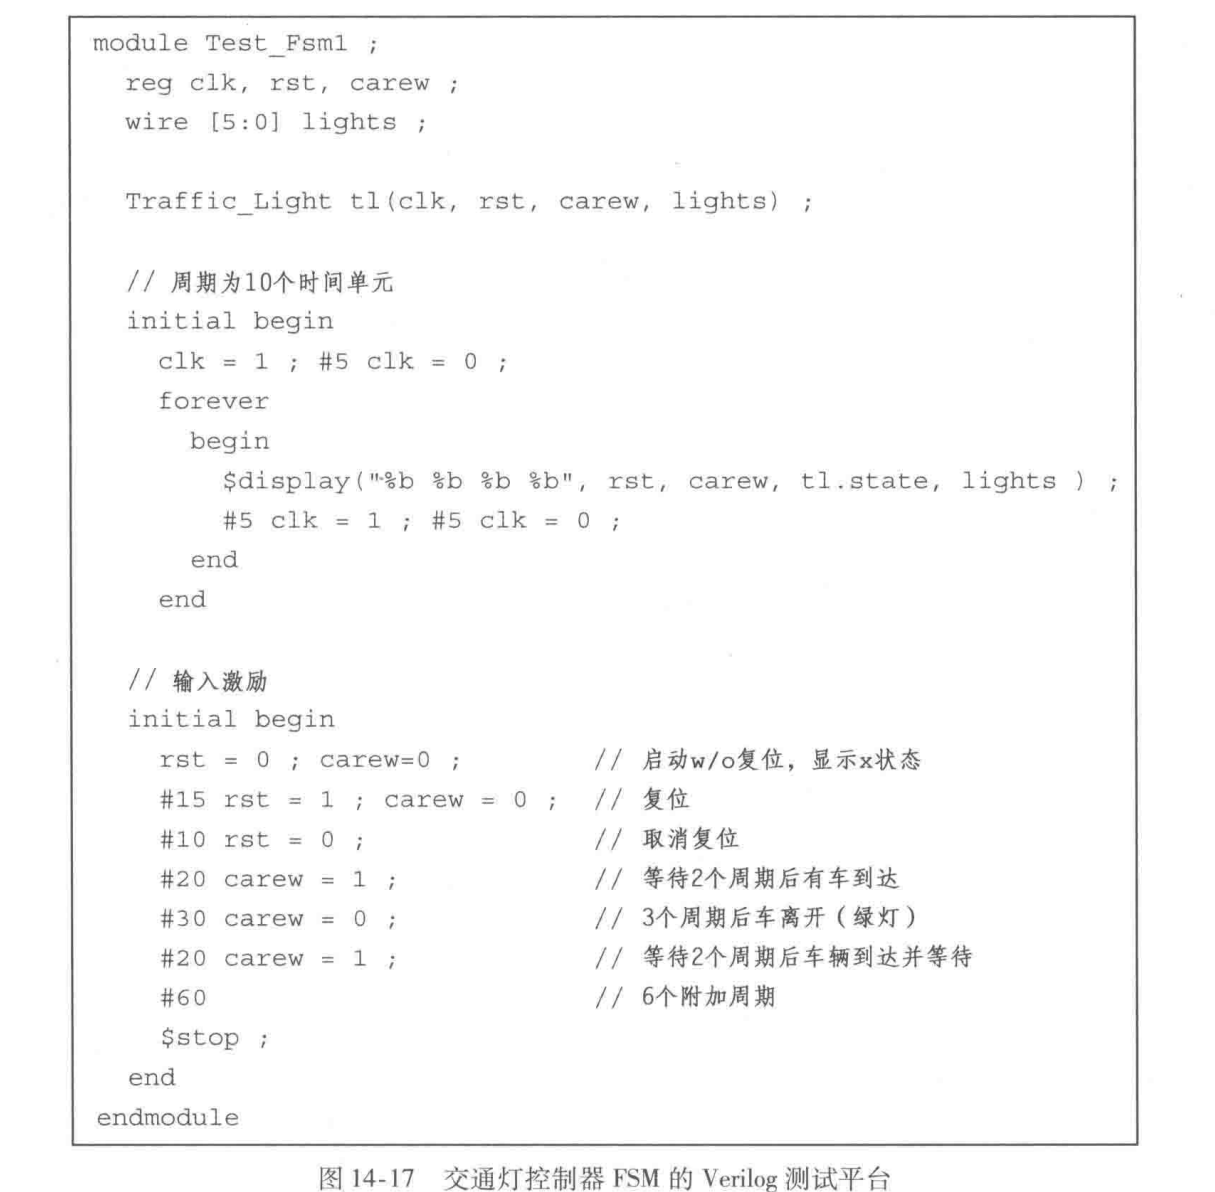 module Test_Fsm1 ;
  reg clk, rst, carew ;
  wire [5:0] lights ;

  Traffic_Light tl(clk, rst, carew, lights) ;

  // 周期为10个时间单元
  initial begin
    clk = 1 ; #5 clk = 0 ;
    forever
      begin
        $display("%b %b %b %b", rst, carew, tl.state, lights ) ;
        #5 clk = 1 ; #5 clk = 0 ;
      end
    end

  // 输入激励
  initial begin
    rst = 0 ; carew=0 ;         // 启动w/o复位，显示x状态
    #15 rst = 1 ; carew = 0 ;   // 复位
    #10 rst = 0 ;               // 取消复位
    #20 carew = 1 ;             // 等待2个周期后有车到达
    #30 carew = 0 ;             // 3个周期后车离开（绿灯）
    #20 carew = 1 ;             // 等待2个周期后车辆到达并等待
    #60                         // 6个附加周期
    $stop ;
  end
endmodule
图 14-17 交通灯控制器 FSM 的 Verilog 测试平台